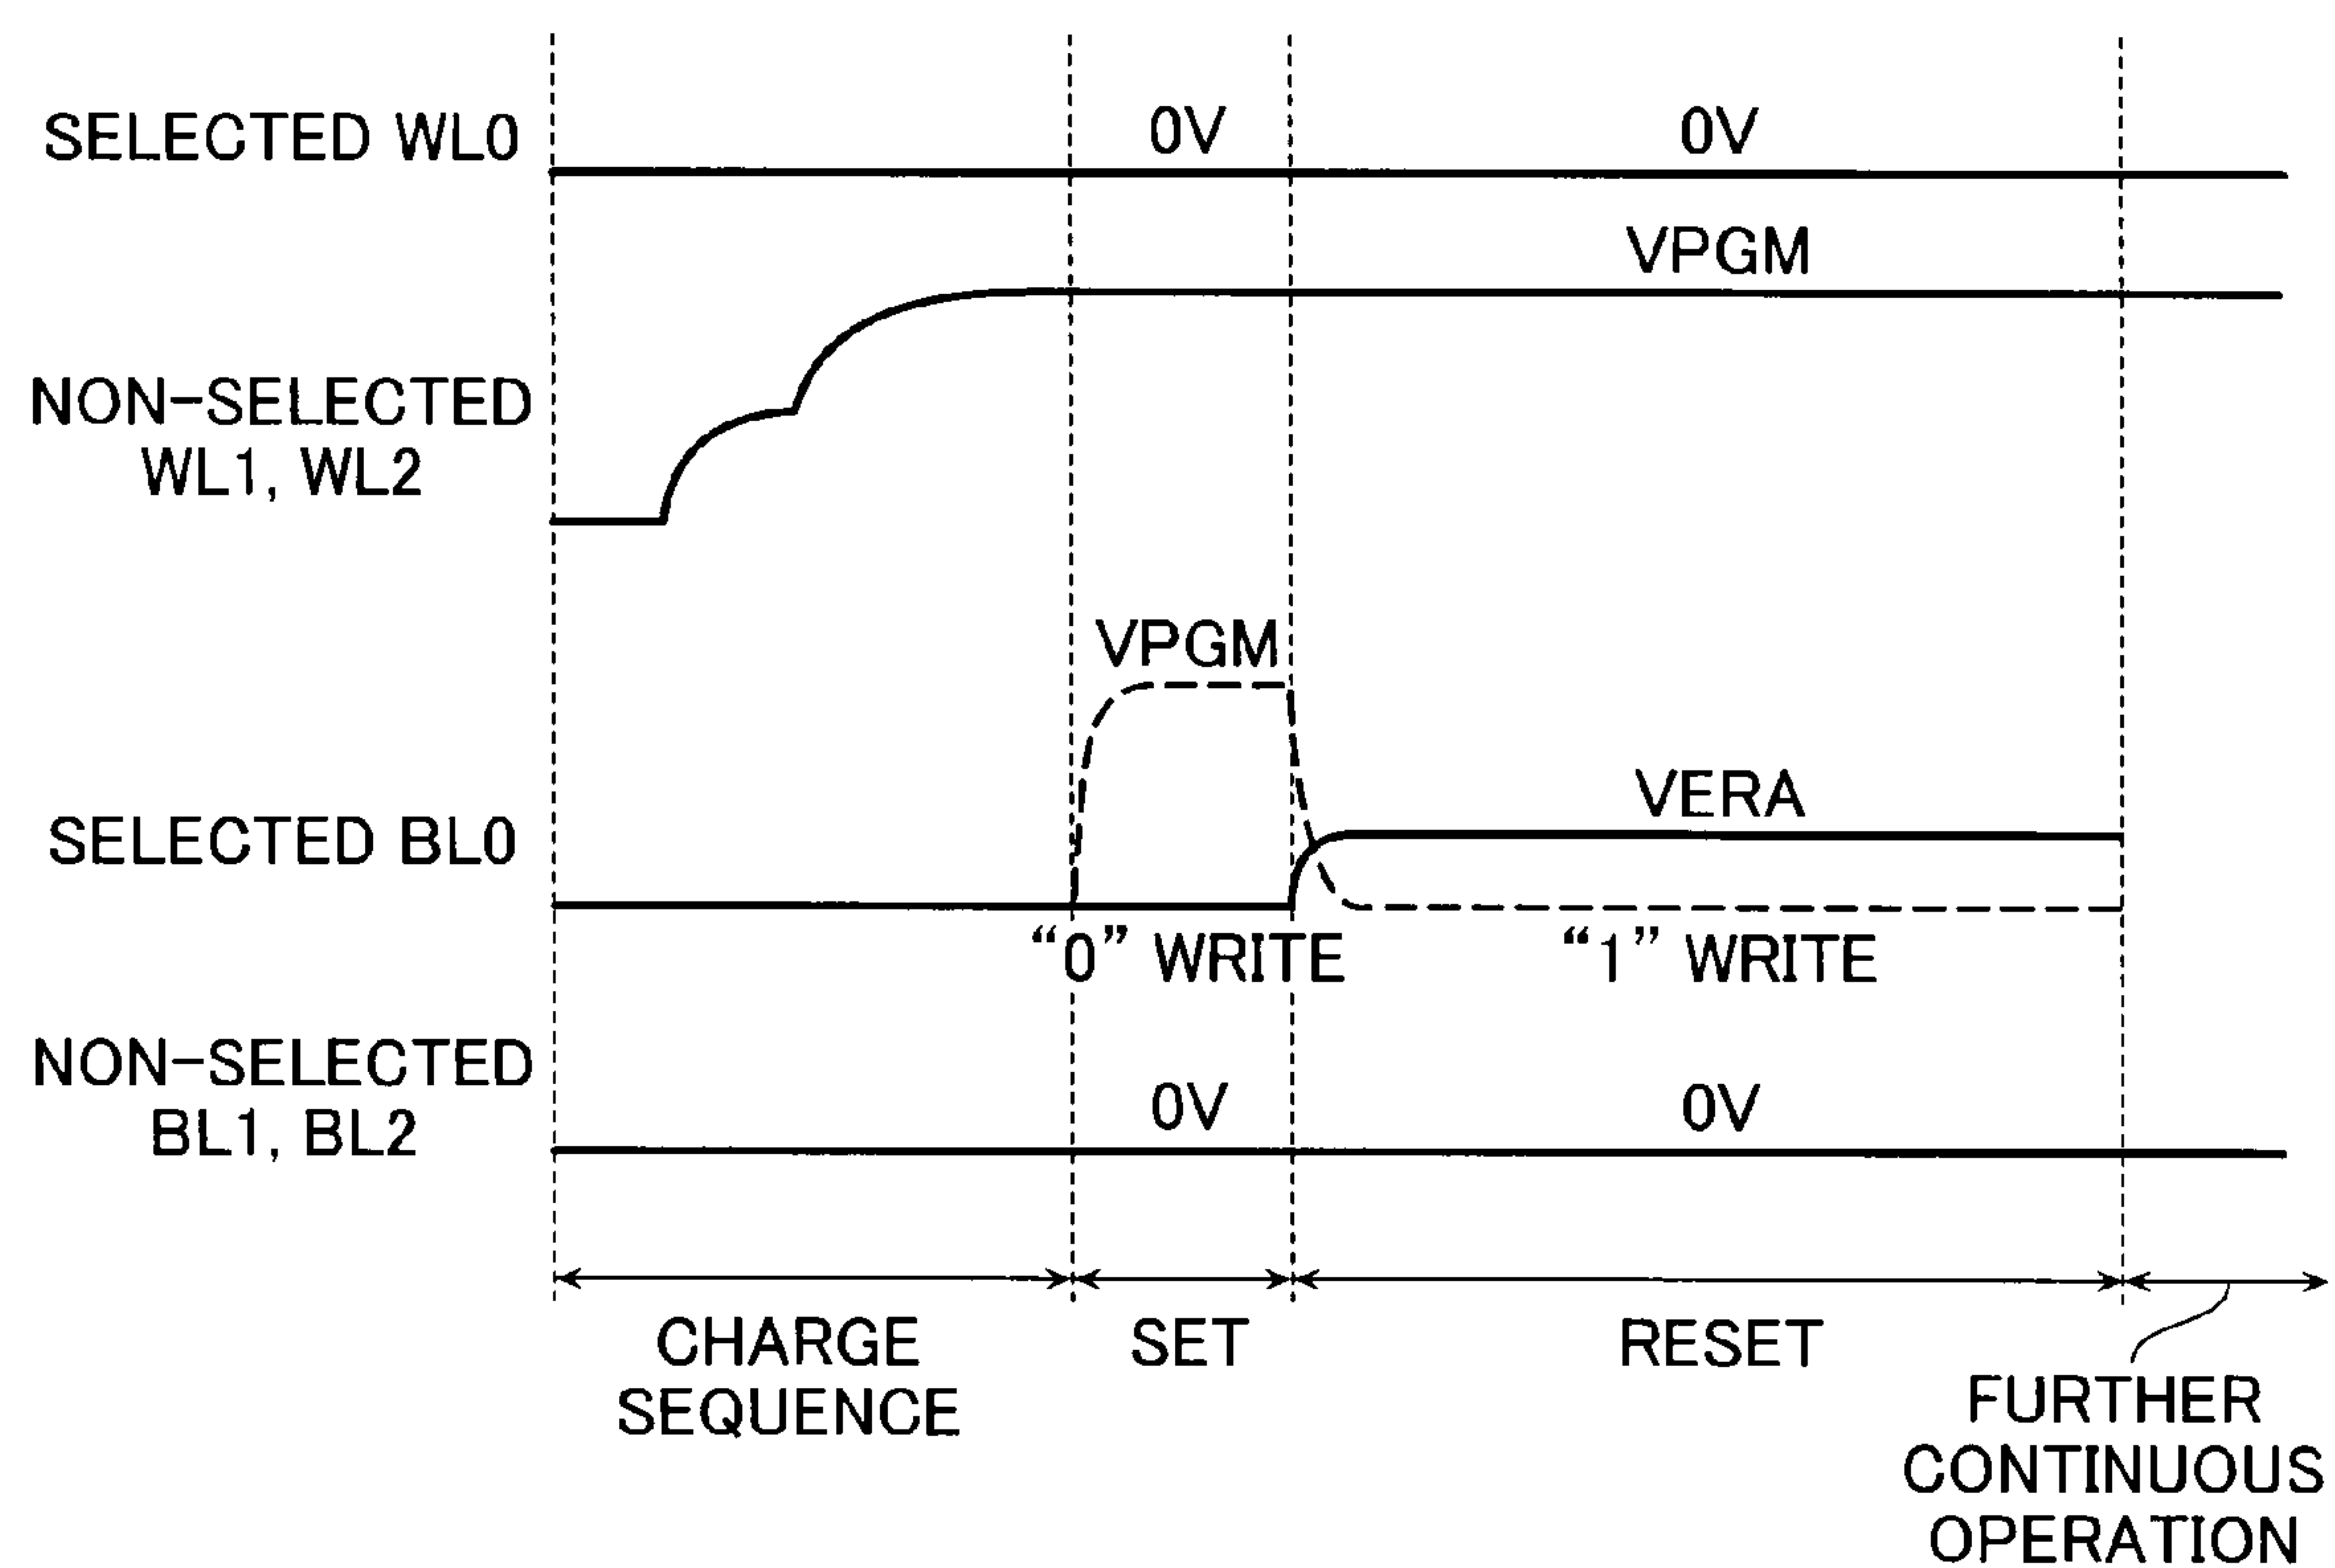 SELECTED WL0
0V
0V
VPGM
NON-SELECTED
WL1, WL2
VPGM
SELECTED BL0
VERA
“0” WRITE
“1” WRITE
NON-SELECTED
BL1, BL2
0V
0V
CHARGE
SEQUENCE
SET
RESET
FURTHER
CONTINUOUS
OPERATION